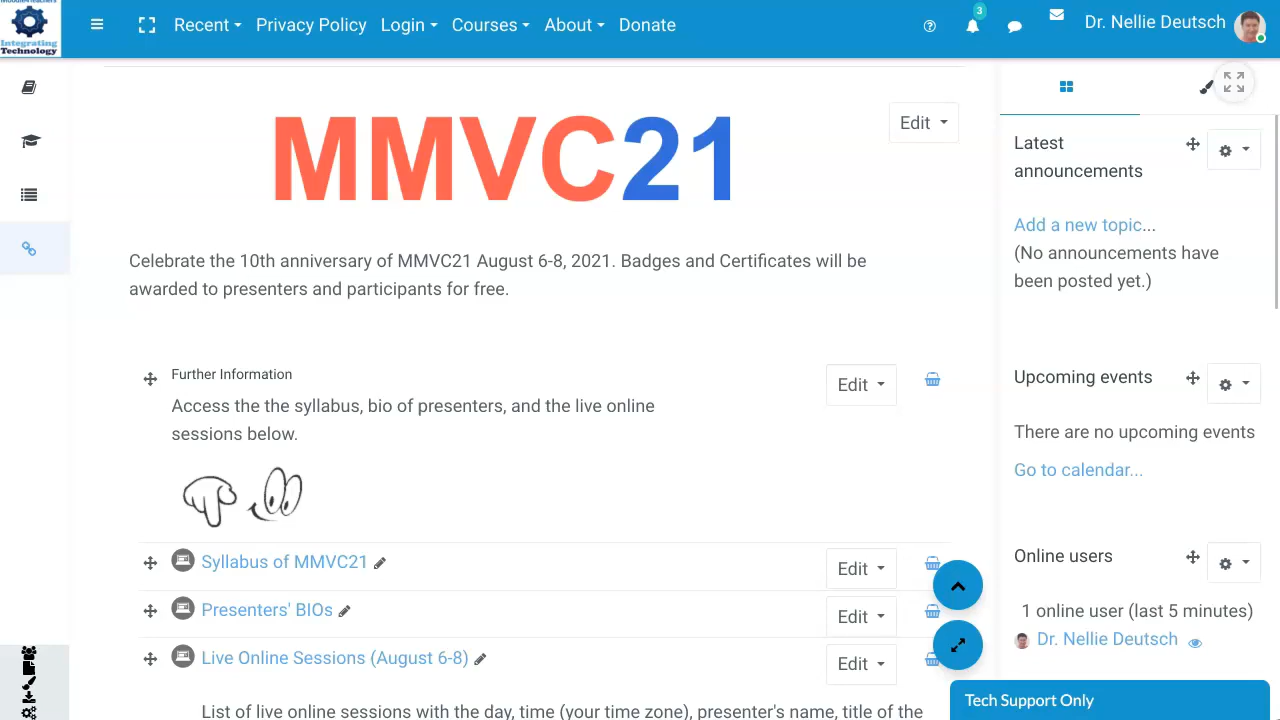 Integrating
Technology
Recent
Privacy Policy
Login
Courses
About
Donate
3
Dr. Nellie Deutsch
MMVC21
Edit
Celebrate the 10th anniversary of MMVC21 August 6-8, 2021. Badges and Certificates will be
awarded to presenters and participants for free.
Further Information
Edit
Access the the syllabus, bio of presenters, and the live online
sessions below.
Syllabus of MMVC21
Edit
Presenters' BIOs
Edit
Live Online Sessions (August 6-8)
Edit
List of live online sessions with the day, time (your time zone), presenter's name, title of the
Latest
announcements
Add a new topic...
(No announcements have
been posted yet.)
Upcoming events
There are no upcoming events
Go to calendar...
Online users
1 online user (last 5 minutes)
Dr. Nellie Deutsch
Tech Support Only